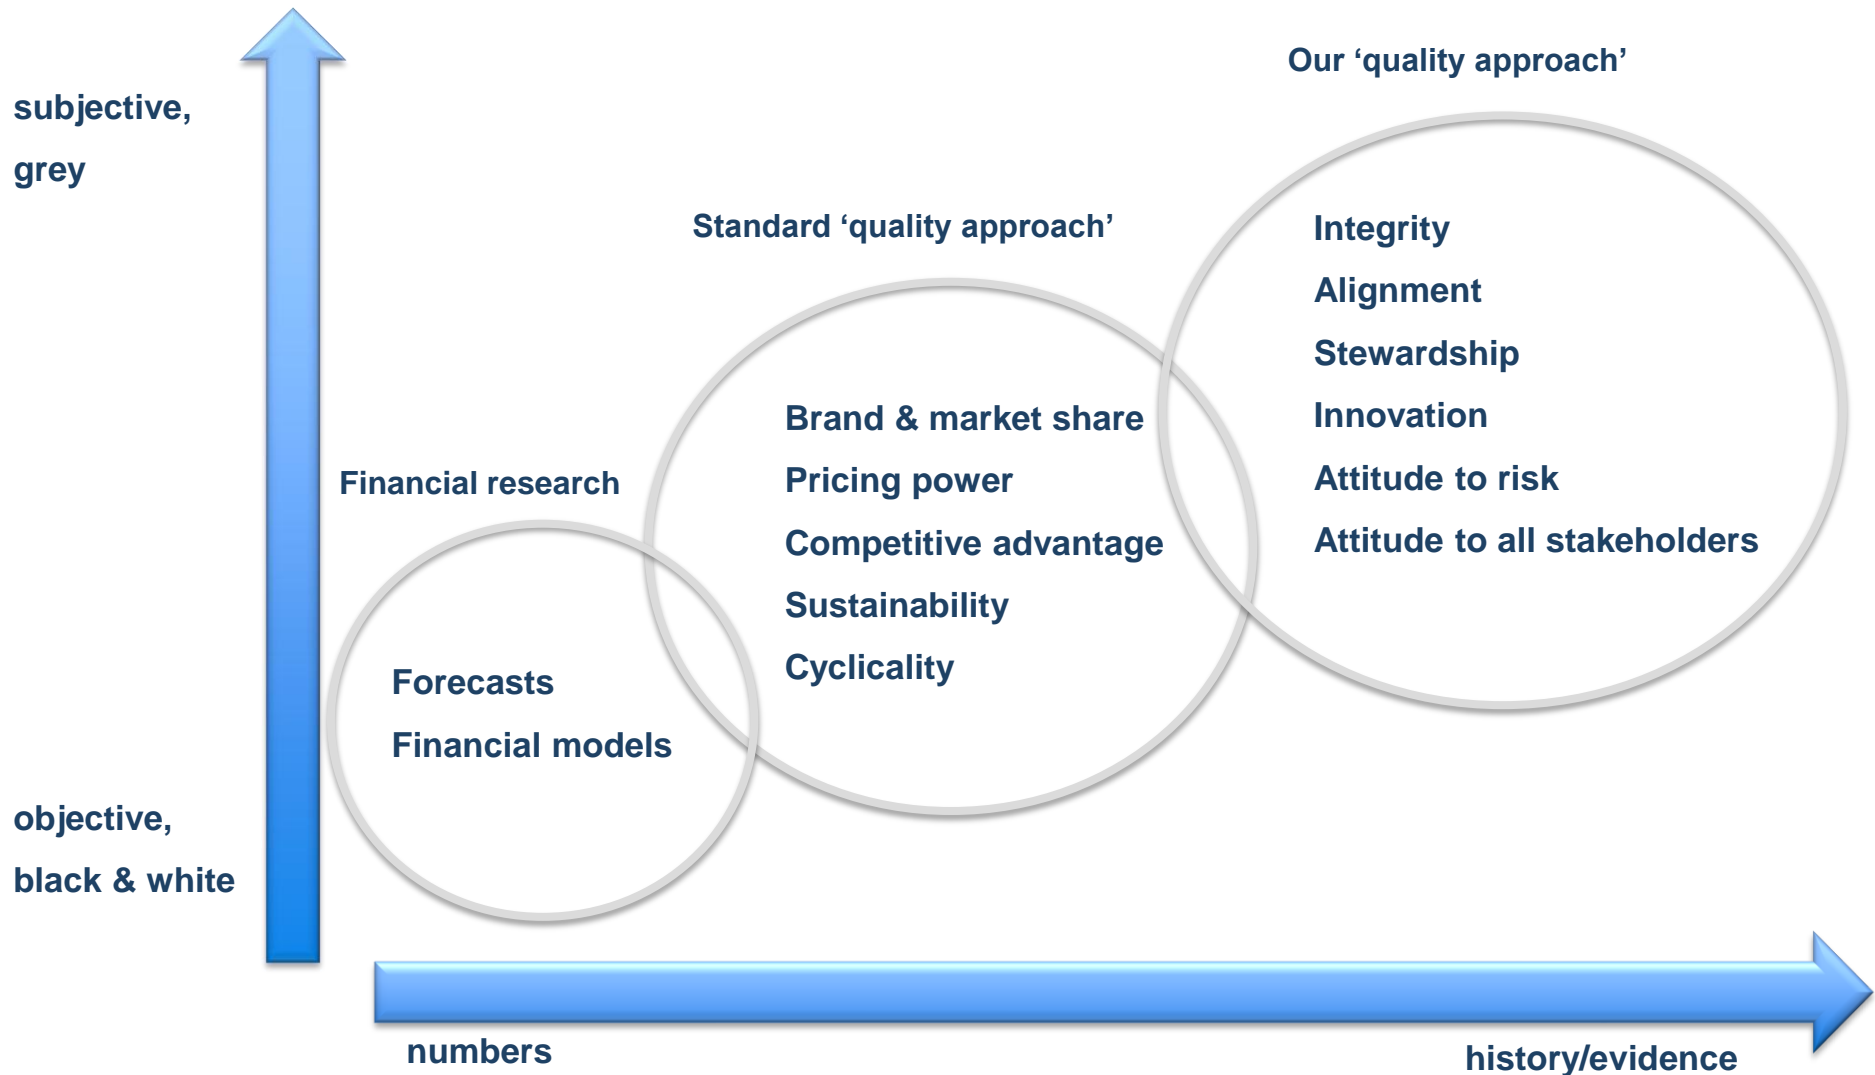 Our ‘quality approach’
subjective,
grey
Standard ‘quality approach’
Integrity
Alignment
Stewardship
Innovation
Attitude to risk
Attitude to all stakeholders
Brand & market share
Pricing power
Competitive advantage
Sustainability
Cyclicality
Financial research
Forecasts
Financial models
objective,
black & white
numbers
history/evidence